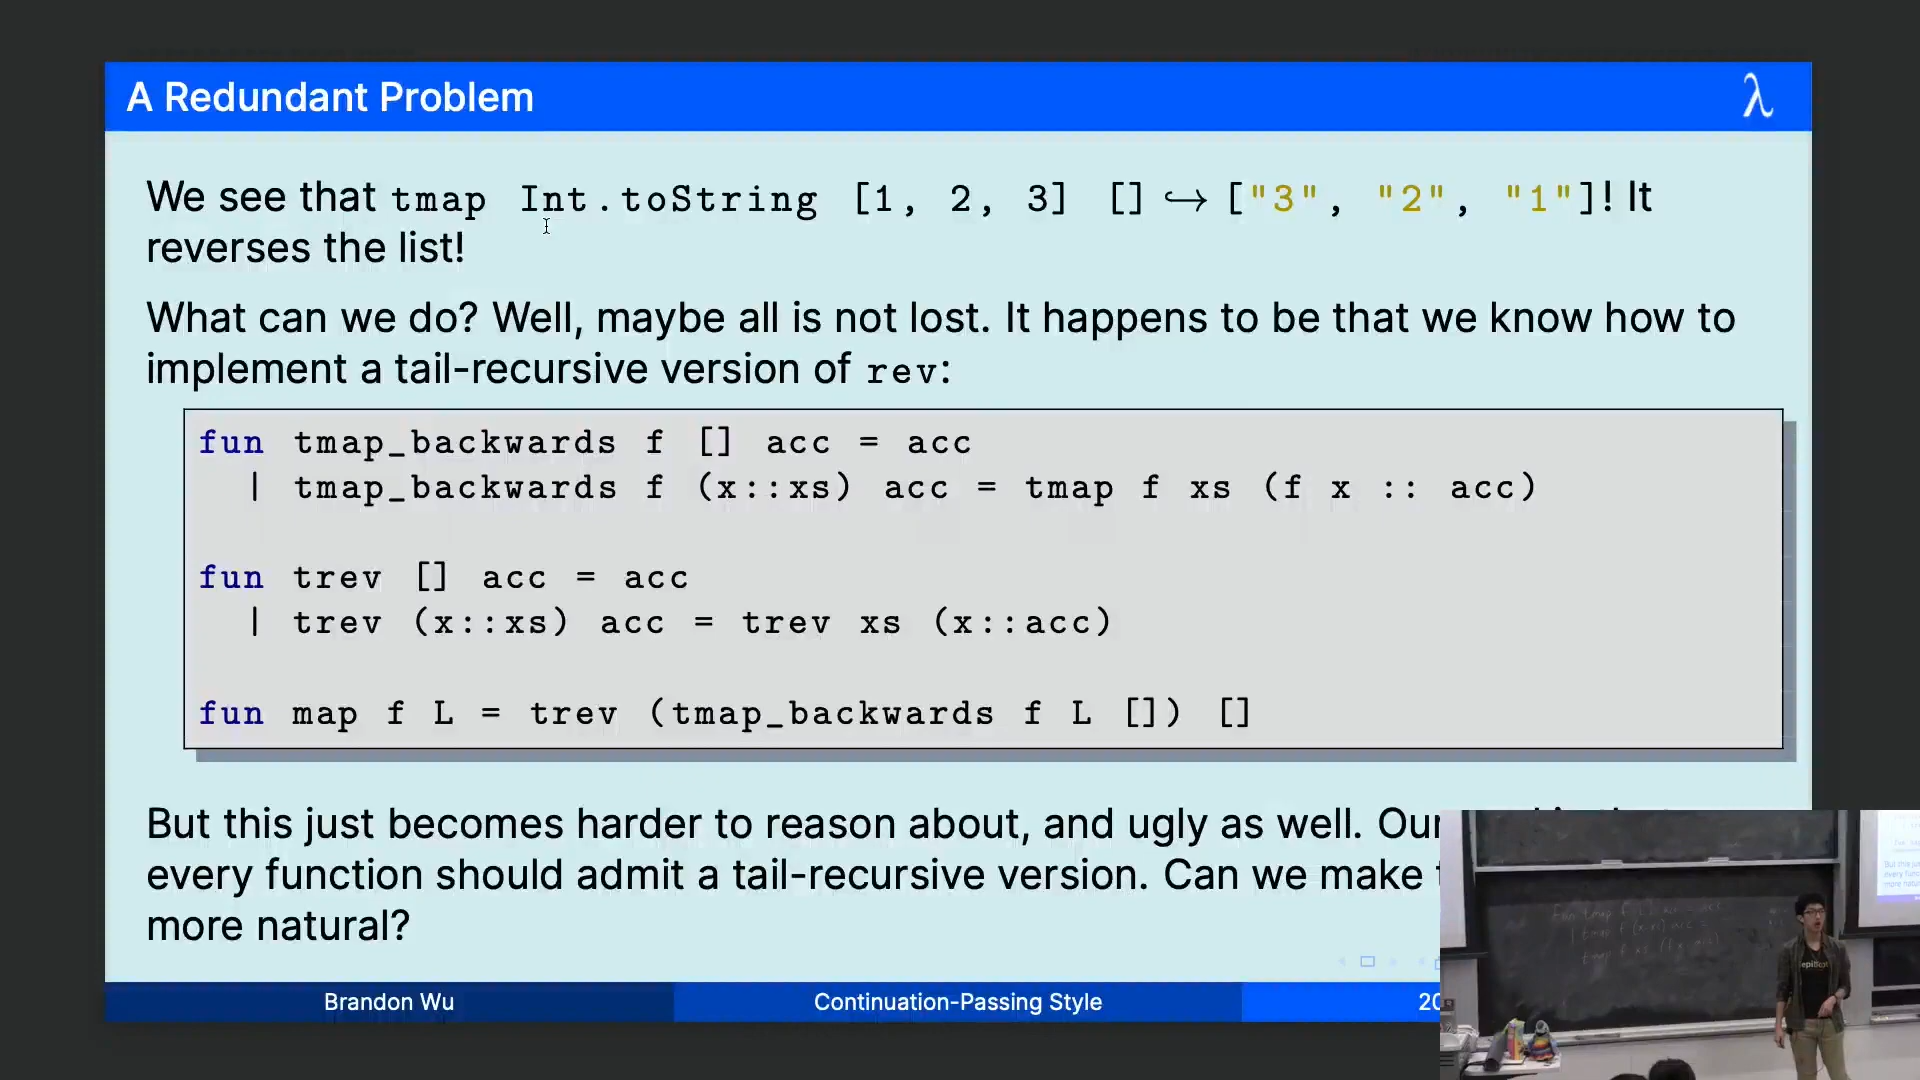 A Redundant Problem λ
We see that tmap Int.toString [1, 2, 3] [] ↪ ["3", "2", "1"]! It
reverses the list!
What can we do? Well, maybe all is not lost. It happens to be that we know how to
implement a tail-recursive version of rev:
fun tmap_backwards f [] acc = acc
| tmap_backwards f (x::xs) acc = tmap f xs (f x :: acc)
fun trev [] acc = acc
| trev (x::xs) acc = trev xs (x::acc)
fun map f L = trev (tmap_backwards f L []) []
But this just becomes harder to reason about, and ugly as well. Our
every function should admit a tail-recursive version. Can we make
more natural?
Brandon Wu Continuation-Passing Style